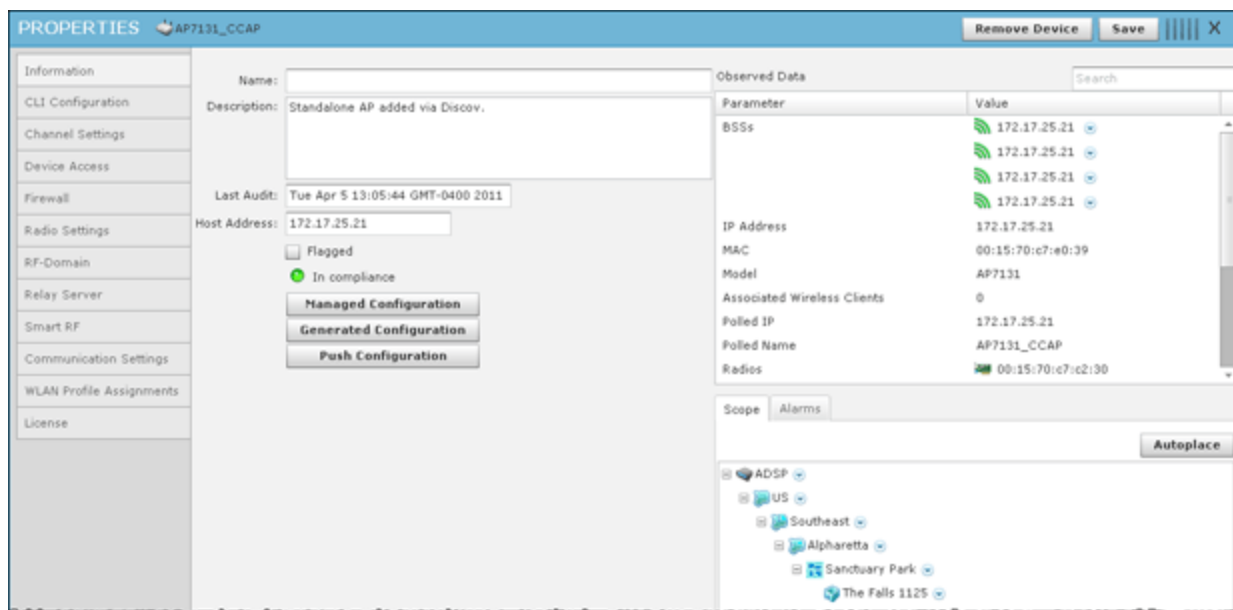 PROPERTIES AP7131_CCAP Remove Device Save X
Information
CLI Configuration
Channel Settings
Device Access
Firewall
Radio Settings
RF-Domain
Relay Server
Smart RF
Communication Settings
WLAN Profile Assignments
License
Name:
Description: Standalone AP added via Discov.
Last Audit: Tue Apr 5 13:05:44 GMT-0400 2011
Host Address: 172.17.25.21
Flagged
In compliance
Managed Configuration
Generated Configuration
Push Configuration
Observed Data Search
Parameter Value
BSSs 172.17.25.21
172.17.25.21
172.17.25.21
172.17.25.21
IP Address 172.17.25.21
MAC 00:15:70:c7:e0:39
Model AP7131
Associated Wireless Clients 0
Polled IP 172.17.25.21
Polled Name AP7131_CCAP
Radios 00:15:70:c7:c2:30
Scope Alarms
Autoplace
ADSP
US
Southeast
Alpharetta
Sanctuary Park
The Falls 1125